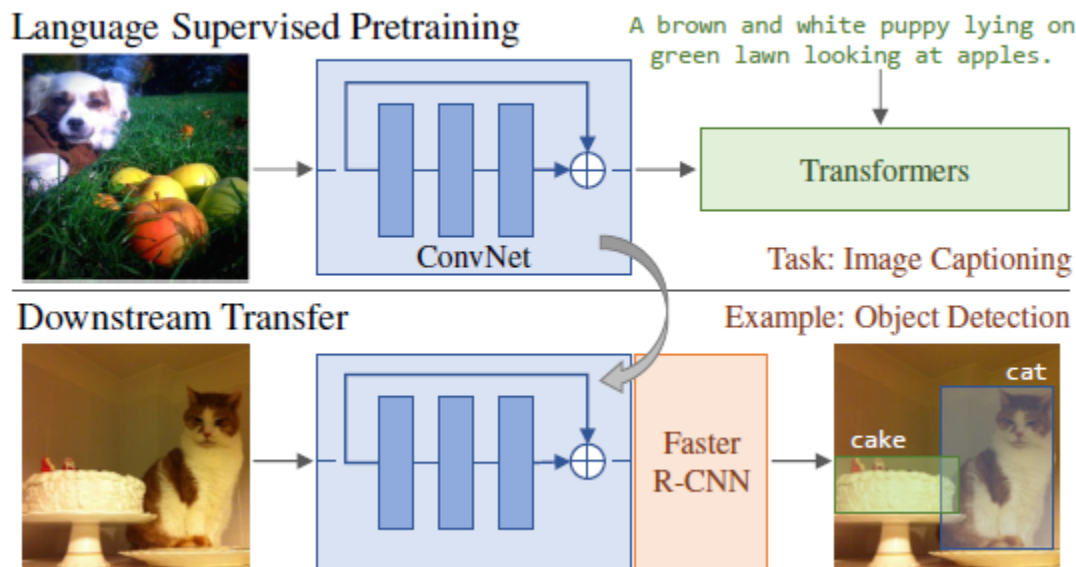 Language Supervised Pretraining
A brown and white puppy lying on
green lawn looking at apples.
Transformers
ConvNet
Task: Image Captioning
Downstream Transfer
Example: Object Detection
Faster
R-CNN
cake
cat